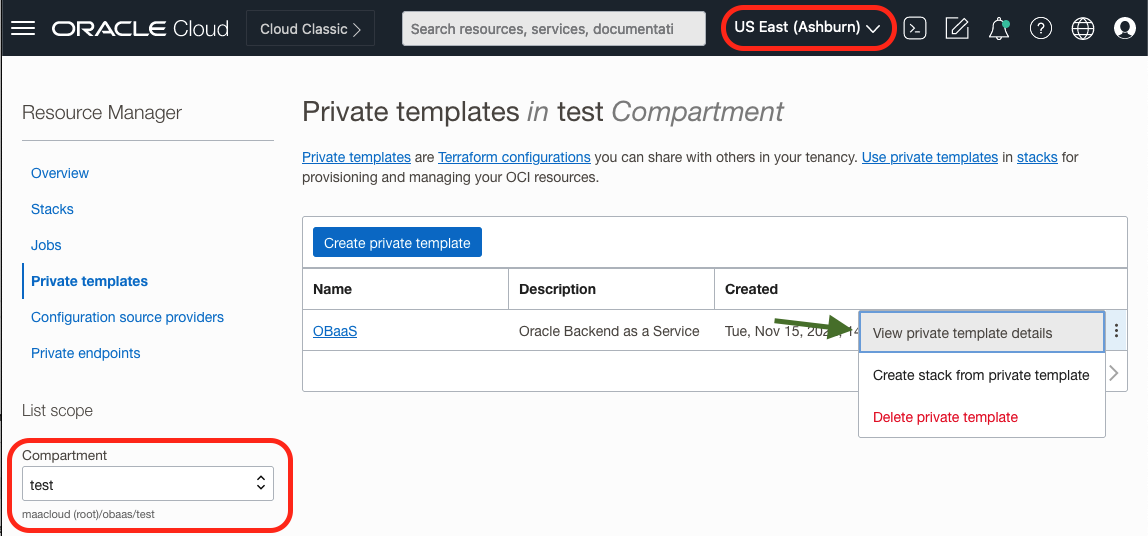 ORACLE Cloud
Cloud Classic >
Search resources, services, documentati
US East (Ashburn)
Resource Manager
Overview
Stacks
Jobs
Private templates
Configuration source providers
Private endpoints
List scope
Compartment
test
maacloud (root)/obaas/test
Private templates in test Compartment
Private templates are Terraform configurations you can share with others in your tenancy. Use private templates in stacks for
provisioning and managing your OCI resources.
Create private template
Name Description Created
OBaaS Oracle Backend as a Service Tue, Nov 15,
View private template details
Create stack from private template
Delete private template